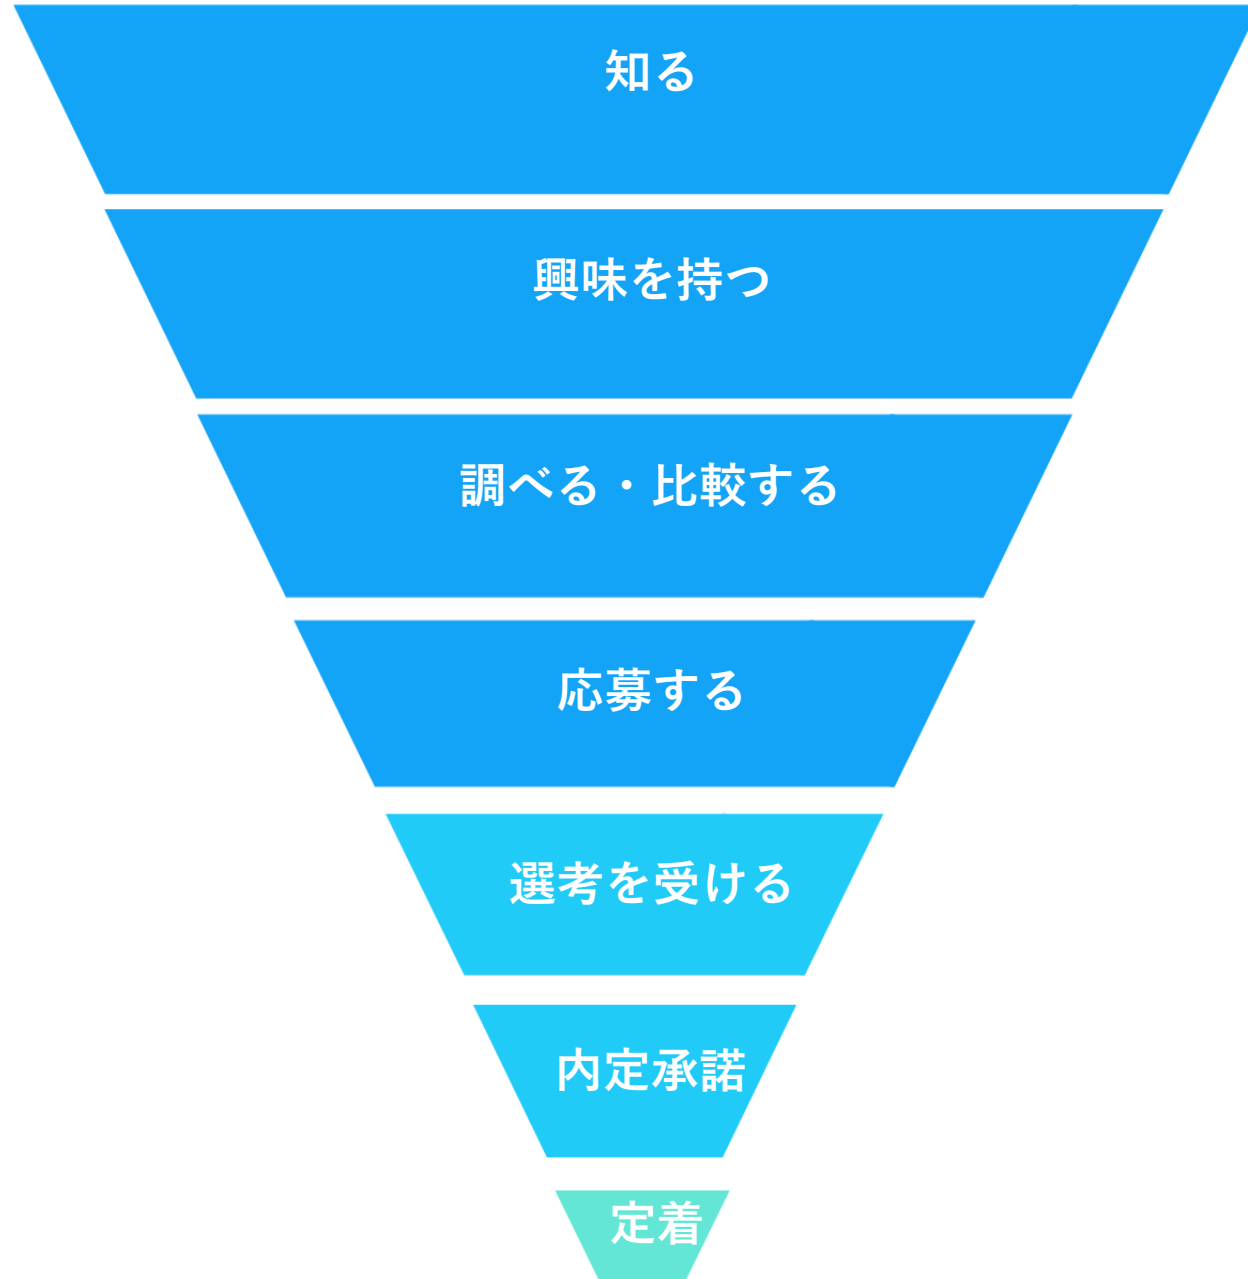 知る
興味を持つ
調べる・比較する
応募する
選考を受ける
内定承諾
定着